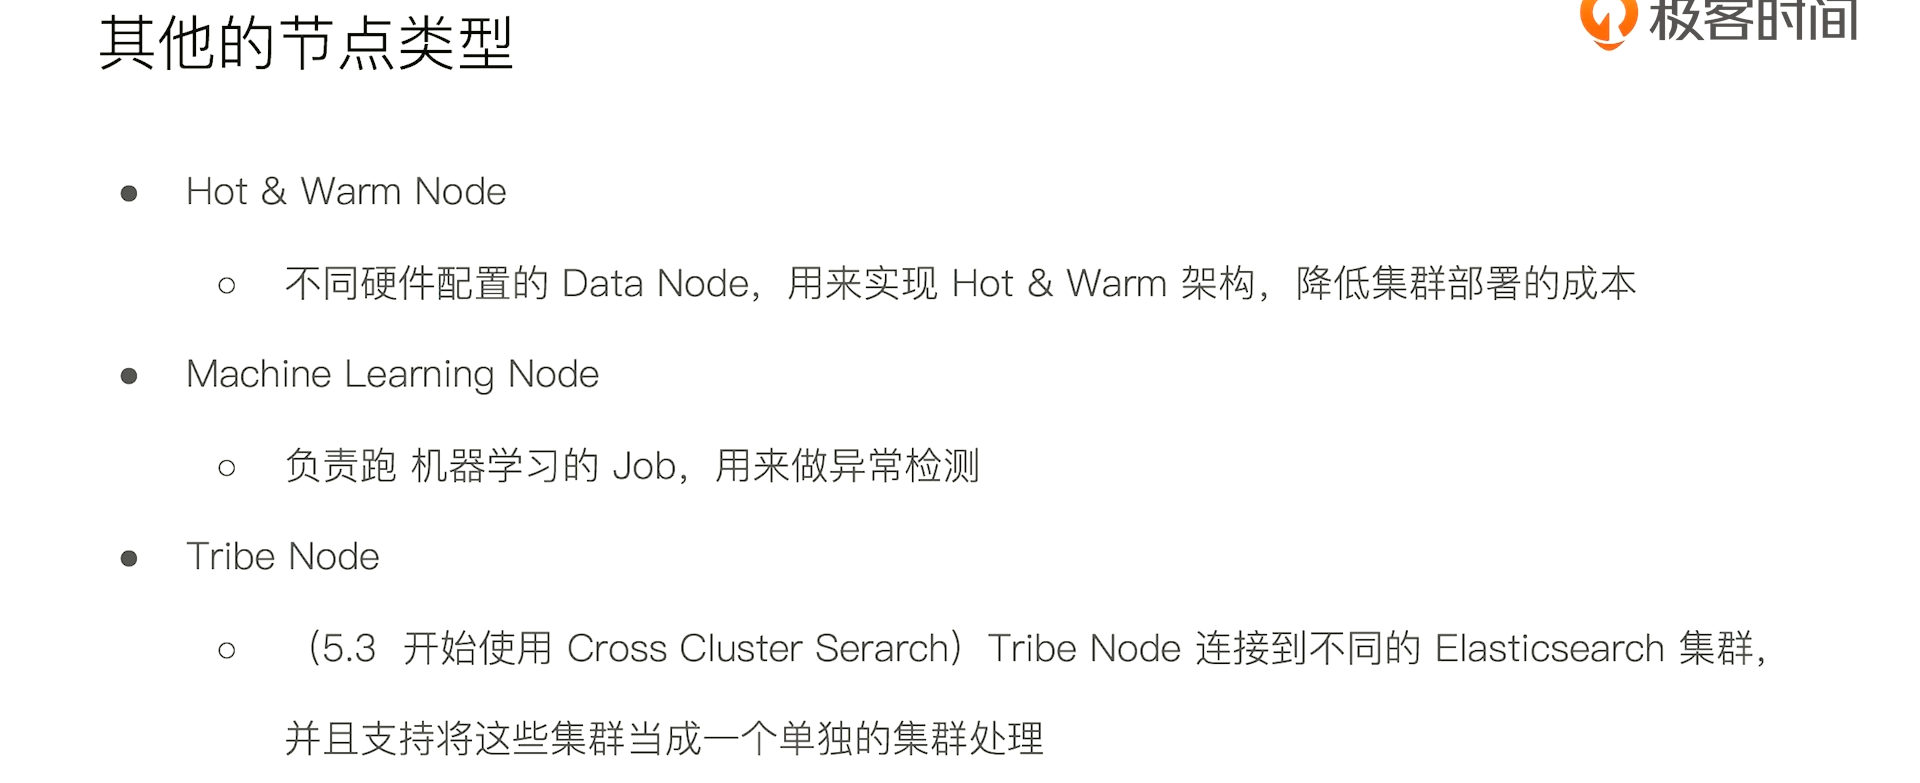 其他的节点类型
极客时间
● Hot & Warm Node
○ 不同硬件配置的 Data Node，用来实现 Hot & Warm 架构，降低集群部署的成本
● Machine Learning Node
○ 负责跑 机器学习的 Job，用来做异常检测
● Tribe Node
○ （5.3 开始使用 Cross Cluster Serarch）Tribe Node 连接到不同的 Elasticsearch 集群，
并且支持将这些集群当成一个单独的集群处理